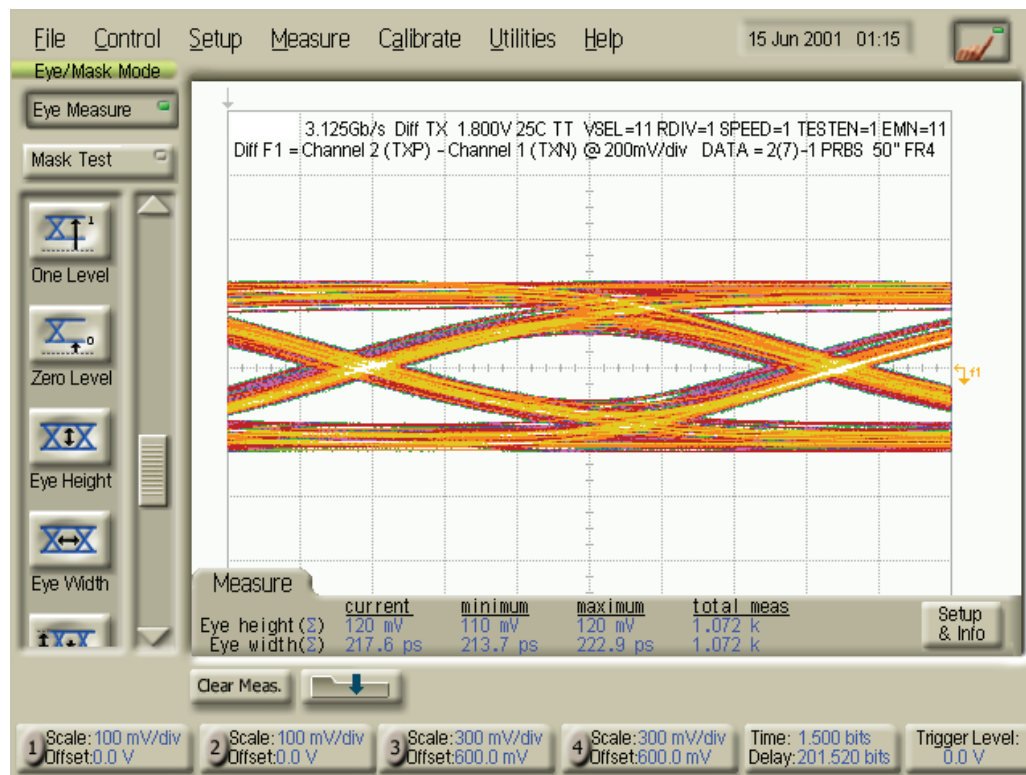 File Control Setup Measure Calibrate Utilities Help 15 Jun 2001 01:15
Eye/Mask Mode
Eye Measure
Mask Test
1
One Level
0
Zero Level
Eye Height
Eye Width
3.125Gb/s Diff TX 1.800V 25C TT VSEL=11 RDIV=1 SPEED=1 TESTEN=1 EMN=11
Diff F1 = Channel 2 (TXP) - Channel 1 (TXN) @ 200mV/div DATA = 2(7)-1 PRBS 50" FR4
f1
Measure
current minimum maximum total meas
Eye height(Σ) 120 mV 110 mV 120 mV 1.072 k
Eye width(Σ) 217.6 ps 213.7 ps 222.9 ps 1.072 k
Setup
& Info
Clear Meas.
1 Scale: 100 mV/div
Offset:0.0 V
2 Scale: 100 mV/div
Offset:0.0 V
3 Scale:300 mV/div
Offset:600.0 mV
4 Scale:300 mV/div
Offset:600.0 mV
Time: 1.500 bits
Delay:201.520 bits
Trigger Level:
0.0 V